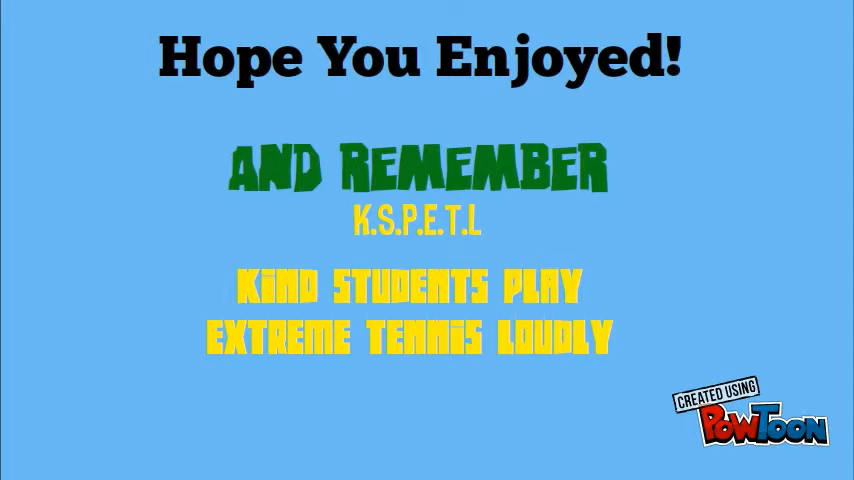 Hope You Enjoyed!
AND REMEMBER
K.S.P.E.T.L
KIND STUDENTS PLAY
EXTREME TENNIS LOUDLY
CREATED USING
POWTOON